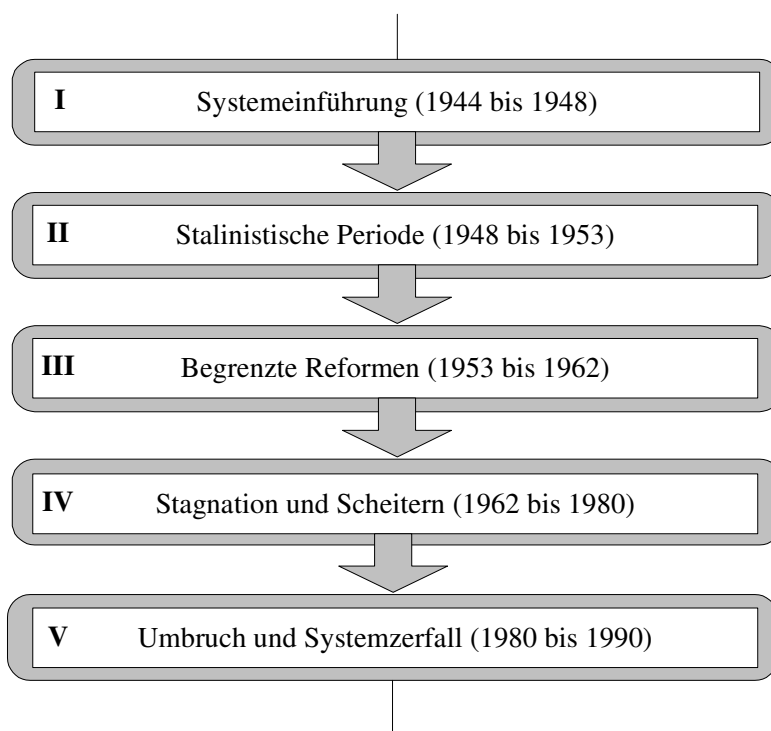 I Systemeinführung (1944 bis 1948)
II Stalinistische Periode (1948 bis 1953)
III Begrenzte Reformen (1953 bis 1962)
IV Stagnation und Scheitern (1962 bis 1980)
V Umbruch und Systemzerfall (1980 bis 1990)